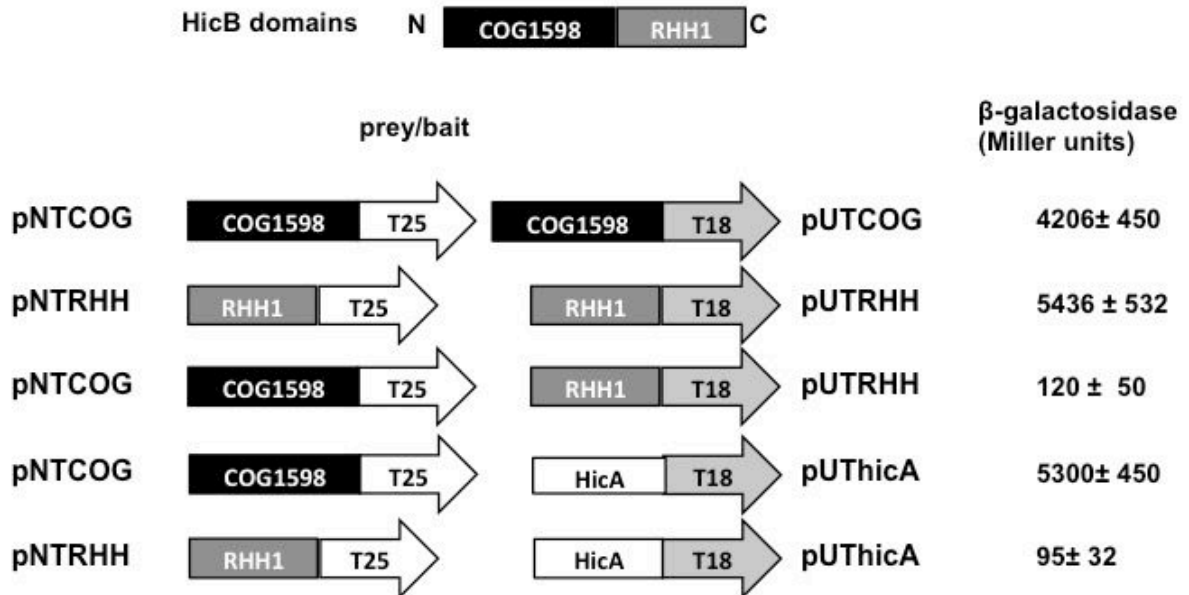 HicB domains N COG1598 RHH1 C
prey/bait
β-galactosidase
(Miller units)
pNTCOG COG1598 T25 COG1598 T18 pUTCOG 4206± 450
pNTRHH RHH1 T25 RHH1 T18 pUTRHH 5436 ± 532
pNTCOG COG1598 T25 RHH1 T18 pUTRHH 120 ± 50
pNTCOG COG1598 T25 HicA T18 pUThicA 5300± 450
pNTRHH RHH1 T25 HicA T18 pUThicA 95± 32